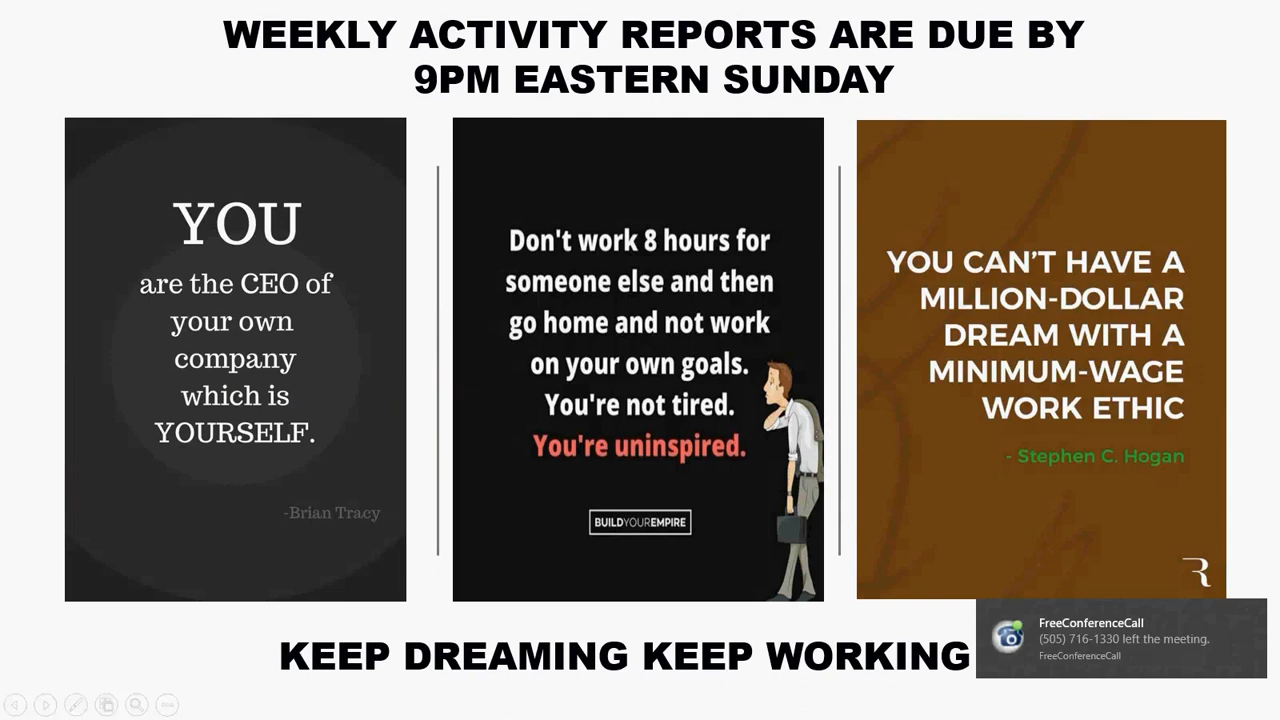 WEEKLY ACTIVITY REPORTS ARE DUE BY
9PM EASTERN SUNDAY
YOU
are the CEO of
your own
company
which is
YOURSELF.
-Brian Tracy
Don't work 8 hours for
someone else and then
go home and not work
on your own goals.
You're not tired.
You're uninspired.
BUILDYOUREMPIRE
YOU CAN'T HAVE A
MILLION-DOLLAR
DREAM WITH A
MINIMUM-WAGE
WORK ETHIC
- Stephen C. Hogan
R
KEEP DREAMING KEEP WORKING
FreeConferenceCall
(505) 716-1330 left the meeting.
FreeConferenceCall